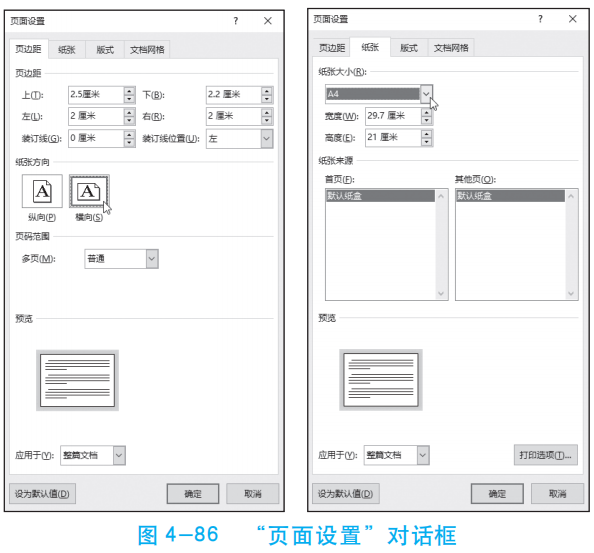 页面设置 ? ×
页边距 纸张 版式 文档网格
页边距
上(T): 2.5厘米 下(B): 2.2 厘米
左(L): 2 厘米 右(R): 2 厘米
装订线(G): 0 厘米 装订线位置(U): 左
纸张方向
A A
纵向(P) 横向(S)
页码范围
多页(M): 普通
预览
应用于(Y): 整篇文档
设为默认值(D) 确定 取消
页面设置 ? ×
页边距 纸张 版式 文档网格
纸张大小(R):
A4
宽度(W): 29.7 厘米
高度(E): 21 厘米
纸张来源
首页(F): 其他页(O):
默认纸盒 默认纸盒
预览
应用于(Y): 整篇文档 打印选项(T)...
设为默认值(D) 确定 取消
图 4-86 “页面设置”对话框